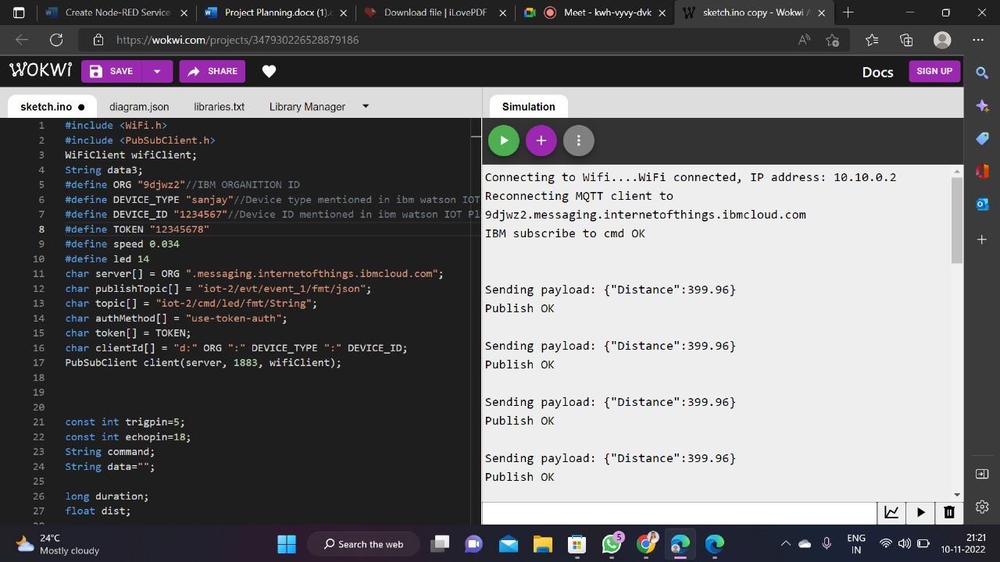 Create Node-RED Service
Project Planning.docx (1).c
Download file | iLovePDF
Meet - kwh-vyvy-dvk
sketch.ino copy - Wokwi A
https://wokwi.com/projects/347930226528879186
WOKWI
SAVE
SHARE
Docs
SIGN UP
sketch.ino
diagram.json
libraries.txt
Library Manager
Simulation
1 #include <WiFi.h>
2 #include <PubSubClient.h>
3 WiFiClient wifiClient;
4 String data3;
5 #define ORG "9djwz2"//IBM ORGANITION ID
6 #define DEVICE_TYPE "sanjay"//Device type mentioned in ibm watson IOT
7 #define DEVICE_ID "1234567"//Device ID mentioned in ibm watson IOT Pl
8 #define TOKEN "12345678"
9 #define speed 0.034
10 #define led 14
11 char server[] = ORG ".messaging.internetofthings.ibmcloud.com";
12 char publishTopic[] = "iot-2/evt/event_1/fmt/json";
13 char topic[] = "iot-2/cmd/led/fmt/String";
14 char authMethod[] = "use-token-auth";
15 char token[] = TOKEN;
16 char clientId[] = "d:" ORG ":" DEVICE_TYPE ":" DEVICE_ID;
17 PubSubClient client(server, 1883, wifiClient);
18
19
20
21 const int trigpin=5;
22 const int echopin=18;
23 String command;
24 String data="";
25
26 long duration;
27 float dist;
Connecting to Wifi....WiFi connected, IP address: 10.10.0.2
Reconnecting MQTT client to
9djwz2.messaging.internetofthings.ibmcloud.com
IBM subscribe to cmd OK
Sending payload: {"Distance":399.96}
Publish OK
Sending payload: {"Distance":399.96}
Publish OK
Sending payload: {"Distance":399.96}
Publish OK
Sending payload: {"Distance":399.96}
Publish OK
24°C
Mostly cloudy
Search the web
5
ENG
IN
21:21
10-11-2022